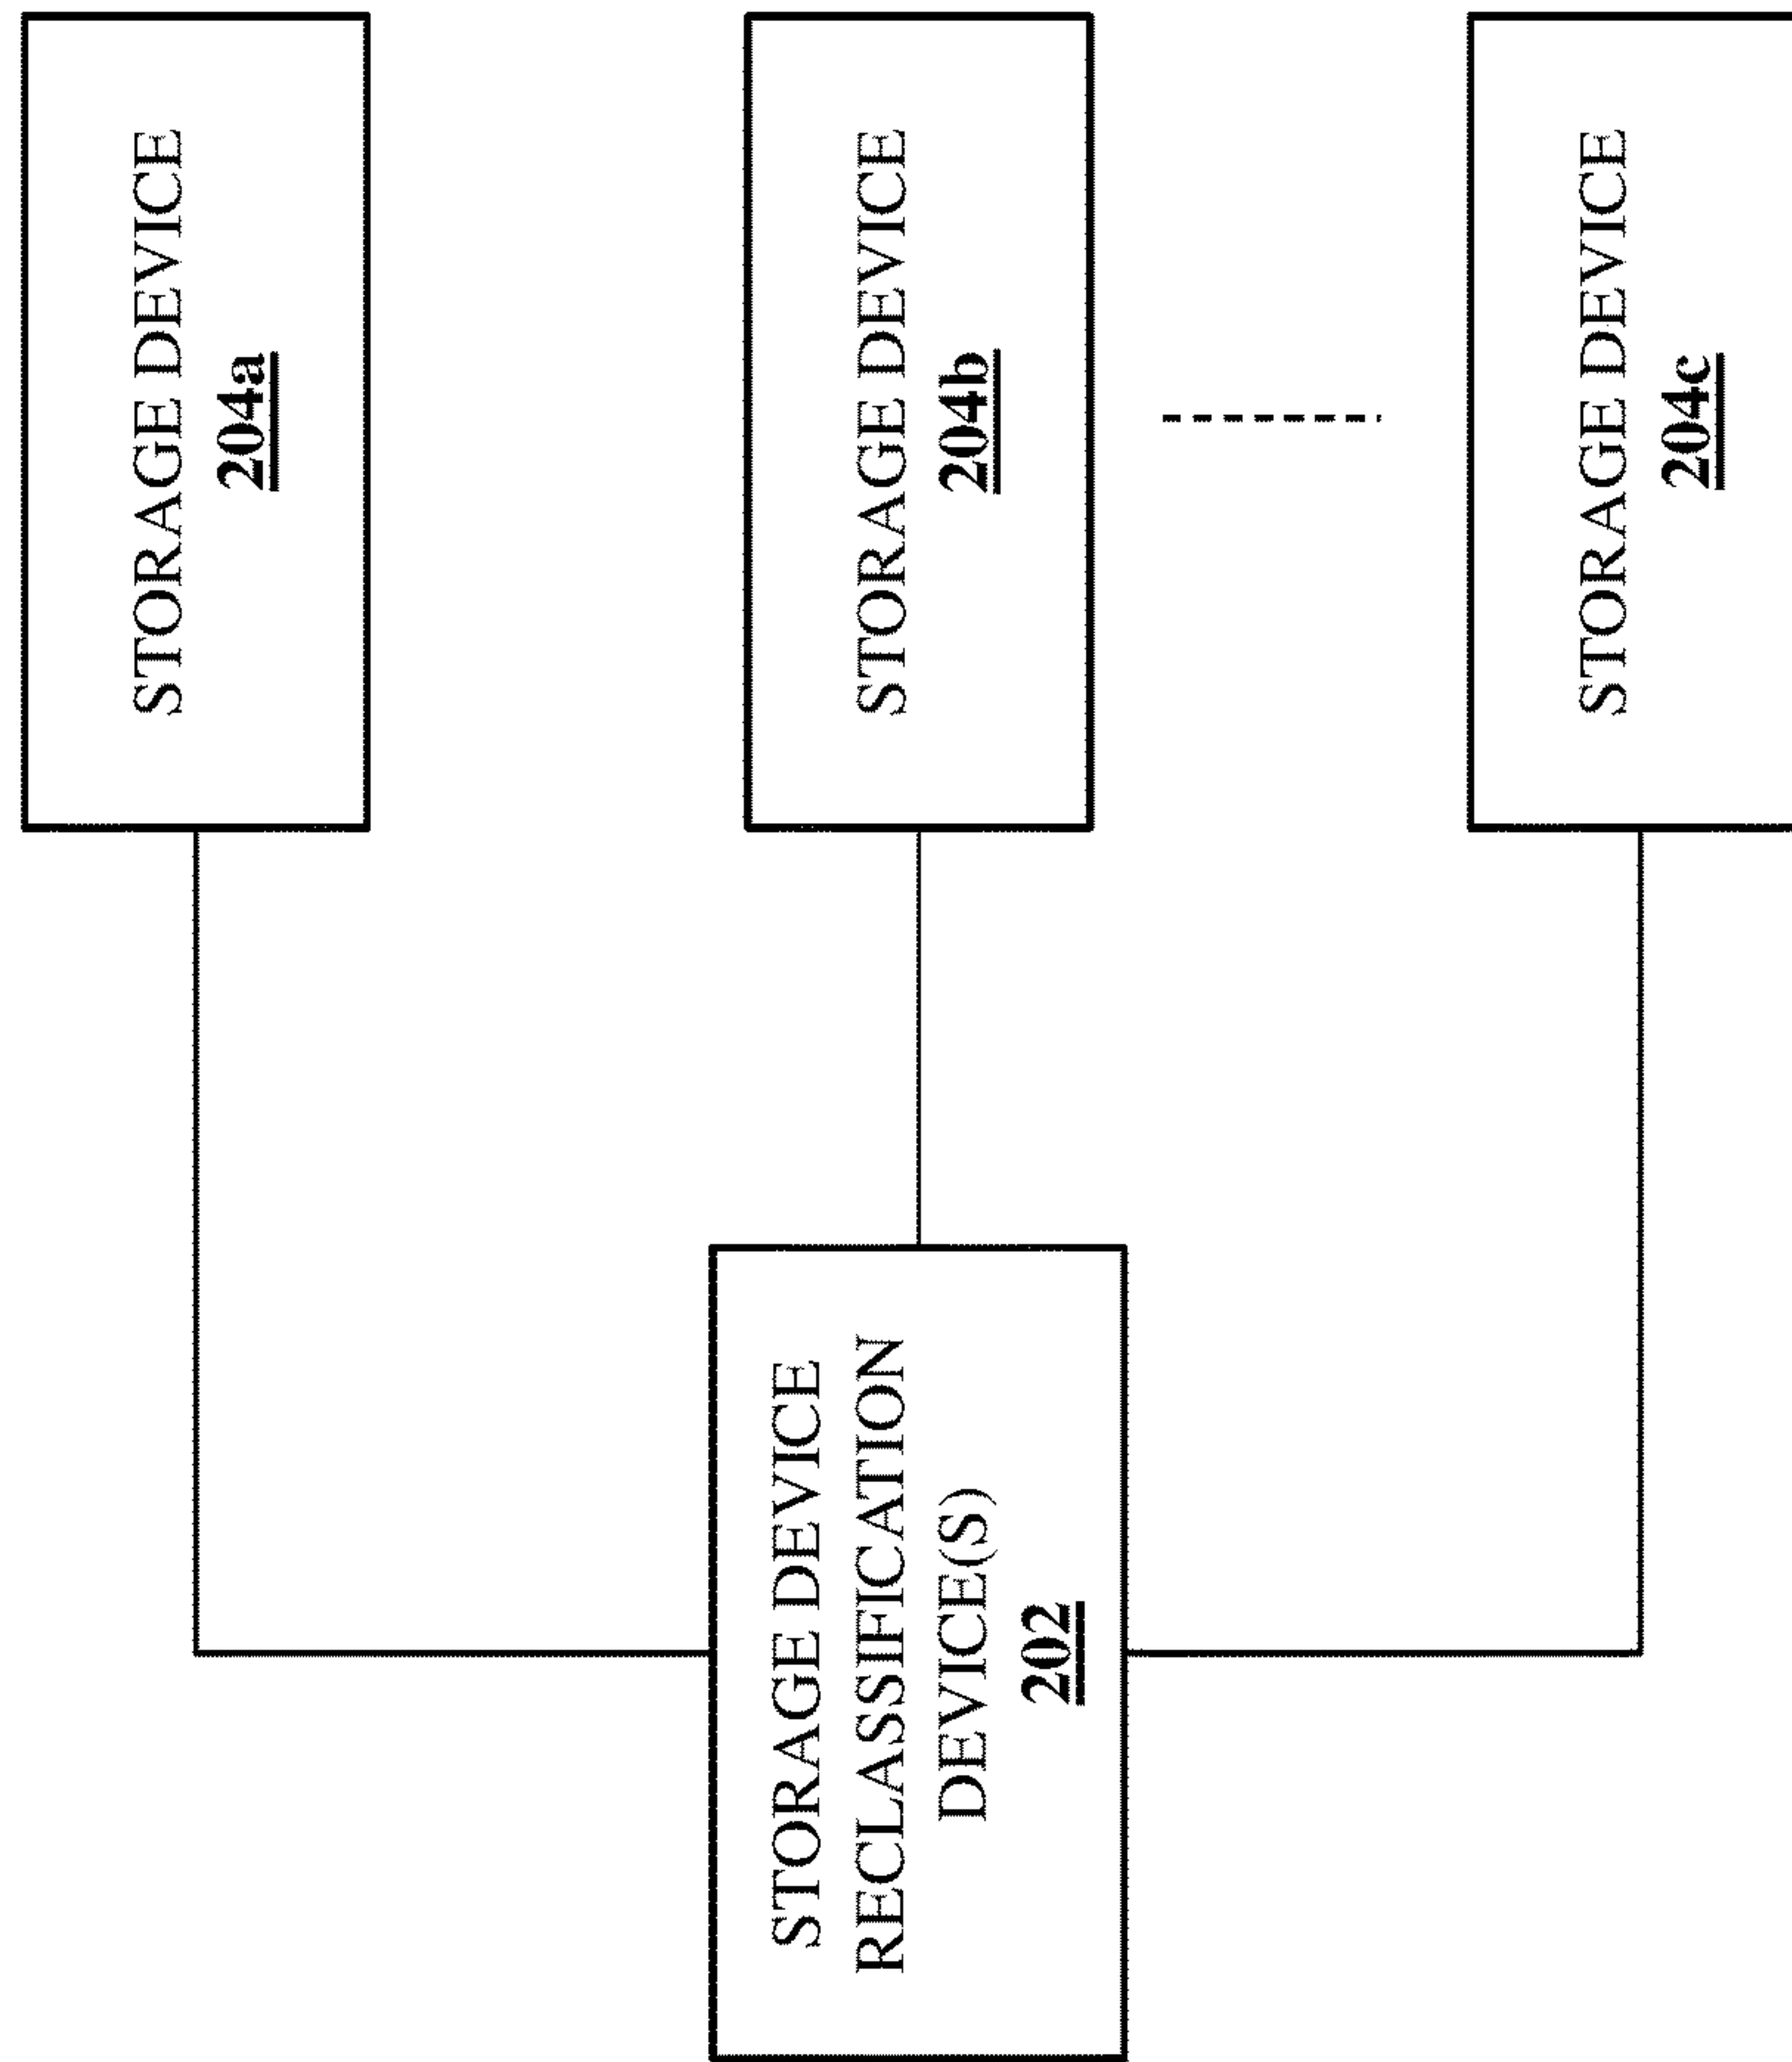 STORAGE DEVICE
RECLASSIFICATION
DEVICE(S)
202
STORAGE DEVICE
204a
STORAGE DEVICE
204b
STORAGE DEVICE
204c